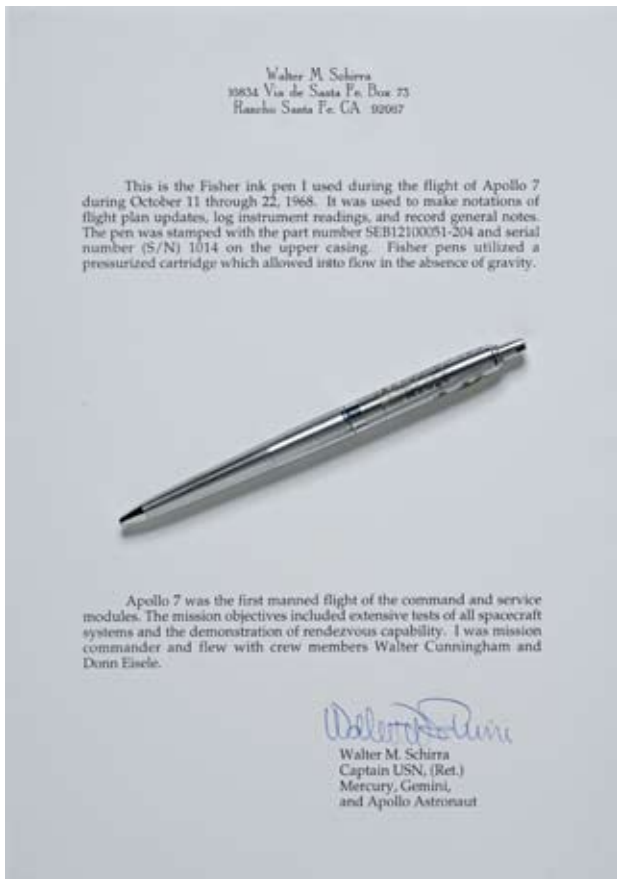 Walter M. Schirra
16834 Via de Santa Fe, Box 73
Rancho Santa Fe, CA 92067
This is the Fisher ink pen I used during the flight of Apollo 7
during October 11 through 22, 1968. It was used to make notations of
flight plan updates, log instrument readings, and record general notes.
The pen was stamped with the part number SEB12100051-204 and serial
number (S/N) 1014 on the upper casing. Fisher pens utilized a
pressurized cartridge which allowed into flow in the absence of gravity.
Apollo 7 was the first manned flight of the command and service
modules. The mission objectives included extensive tests of all spacecraft
systems and the demonstration of rendezvous capability. I was mission
commander and flew with crew members Walter Cunningham and
Donn Eisele.
Walter M Schirra
Walter M. Schirra
Captain USN, (Ret.)
Mercury, Gemini,
and Apollo Astronaut